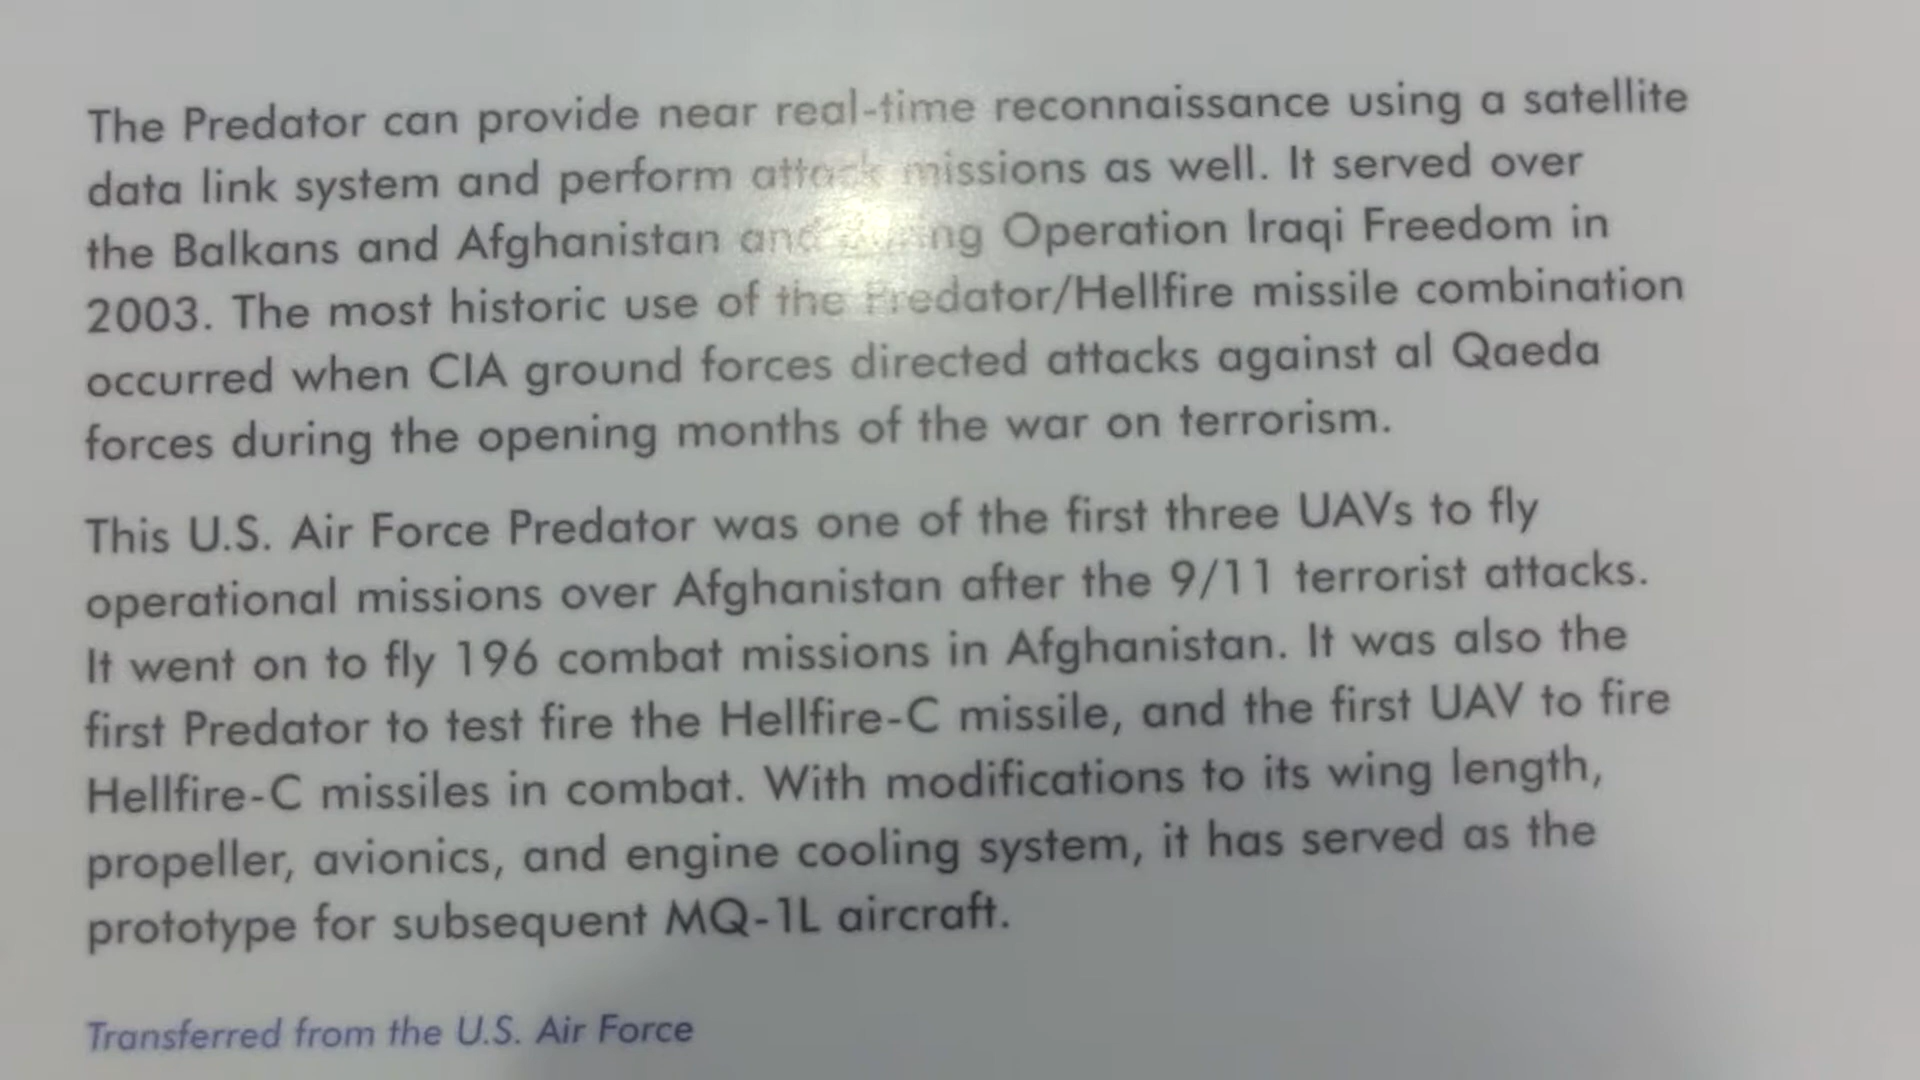 The Predator can provide near real-time reconnaissance using a satellite
data link system and perform attack missions as well. It served over
the Balkans and Afghanistan and during Operation Iraqi Freedom in
2003. The most historic use of the Predator/Hellfire missile combination
occurred when CIA ground forces directed attacks against al Qaeda
forces during the opening months of the war on terrorism.
This U.S. Air Force Predator was one of the first three UAVs to fly
operational missions over Afghanistan after the 9/11 terrorist attacks.
It went on to fly 196 combat missions in Afghanistan. It was also the
first Predator to test fire the Hellfire-C missile, and the first UAV to fire
Hellfire-C missiles in combat. With modifications to its wing length,
propeller, avionics, and engine cooling system, it has served as the
prototype for subsequent MQ-1L aircraft.
Transferred from the U.S. Air Force